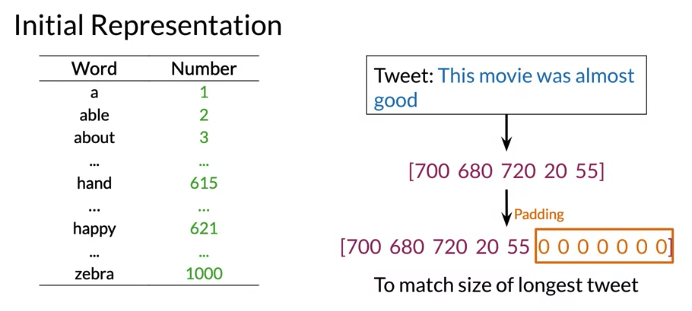 Initial Representation
Word Number
a 1
able 2
about 3
... ...
hand 615
... ...
happy 621
... ...
zebra 1000
Tweet: This movie was almost
good
[700 680 720 20 55]
Padding
[700 680 720 20 55 0 0 0 0 0 0 0]
To match size of longest tweet